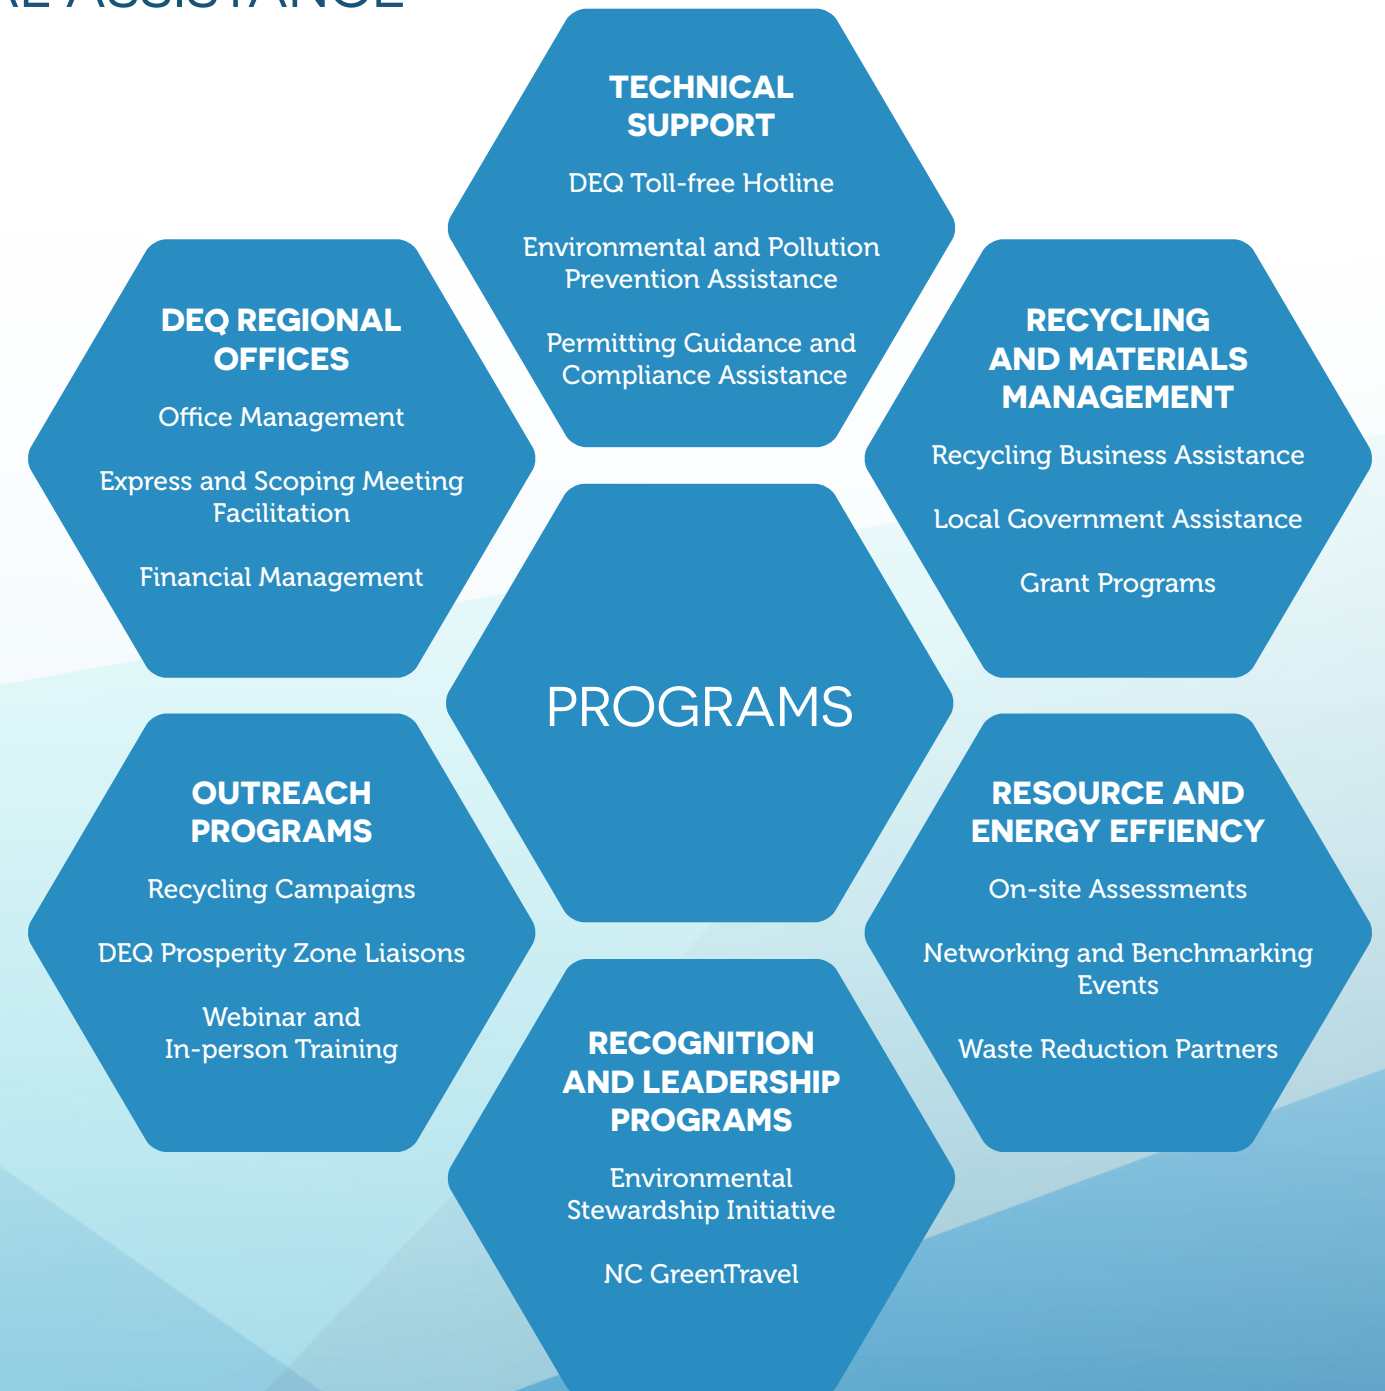 ASSISTANCE
TECHNICAL
SUPPORT
DEQ Toll-free Hotline
Environmental and Pollution
Prevention Assistance
Permitting Guidance and
Compliance Assistance
DEQ REGIONAL
OFFICES
Office Management
Express and Scoping Meeting
Facilitation
Financial Management
RECYCLING
AND MATERIALS
MANAGEMENT
Recycling Business Assistance
Local Government Assistance
Grant Programs
PROGRAMS
OUTREACH
PROGRAMS
Recycling Campaigns
DEQ Prosperity Zone Liaisons
Webinar and
In-person Training
RESOURCE AND
ENERGY EFFIENCY
On-site Assessments
Networking and Benchmarking
Events
Waste Reduction Partners
RECOGNITION
AND LEADERSHIP
PROGRAMS
Environmental
Stewardship Initiative
NC GreenTravel